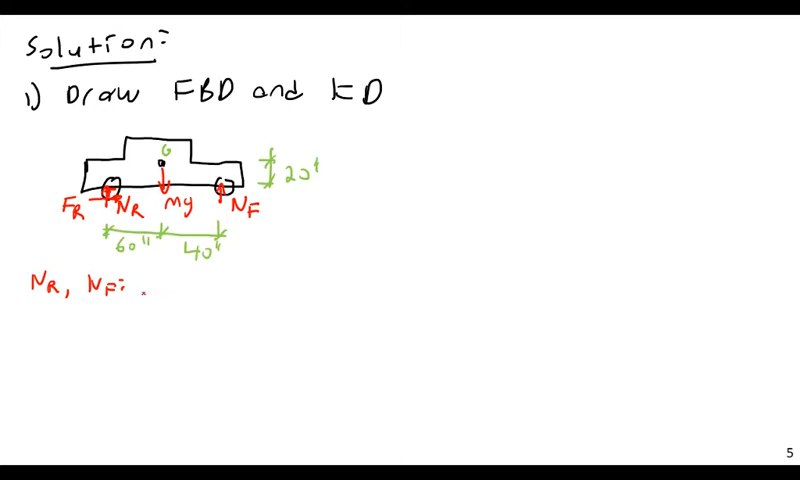 Solution:
1) Draw FBD and KD
G
20"
FR NR mg NF
60" 40"
NR, NF:
5